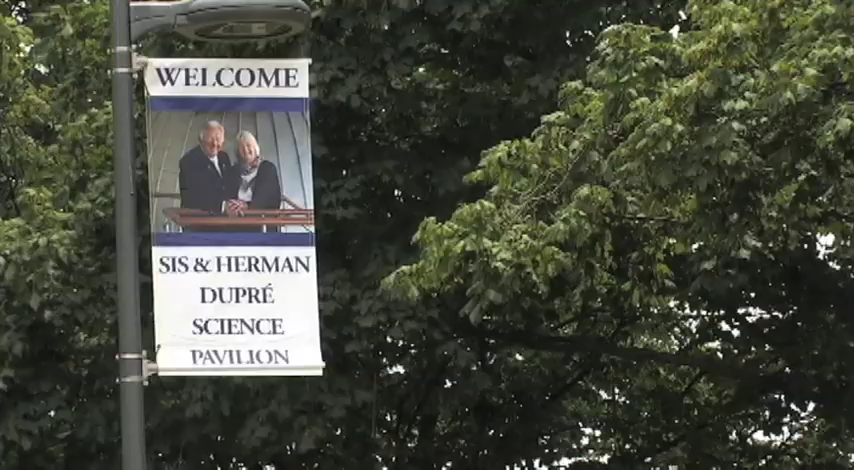 WELCOME
SIS & HERMAN
DUPRÉ
SCIENCE
PAVILION